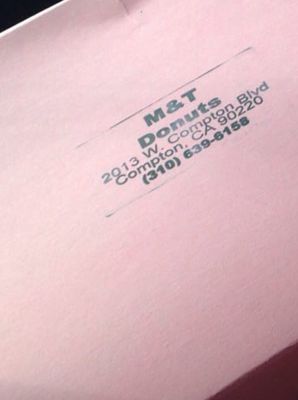 M&T
Donuts
2013 W. Compton Blvd
Compton, CA 90220
(310) 639-6158